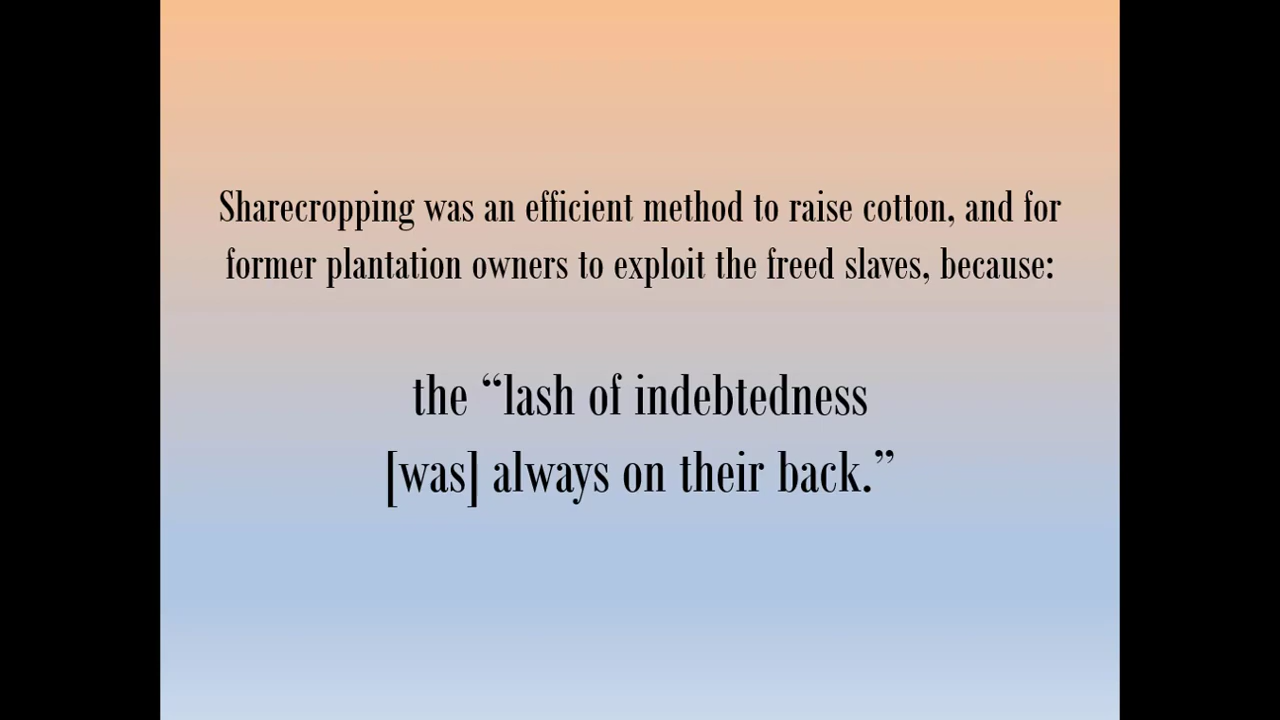 Sharecropping was an efficient method to raise cotton, and for
former plantation owners to exploit the freed slaves, because:
the “lash of indebtedness
[was] always on their back.”